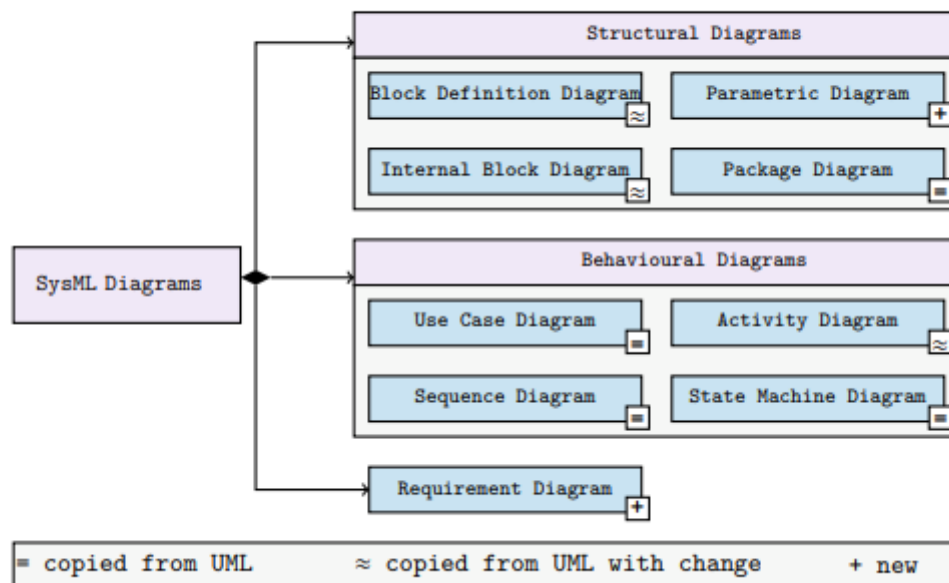 Structural Diagrams
Block Definition Diagram
≈
Parametric Diagram
+
Internal Block Diagram
≈
Package Diagram
=
SysML Diagrams
Behavioural Diagrams
Use Case Diagram
=
Activity Diagram
≈
Sequence Diagram
=
State Machine Diagram
=
Requirement Diagram
+
= copied from UML
≈ copied from UML with change
+ new